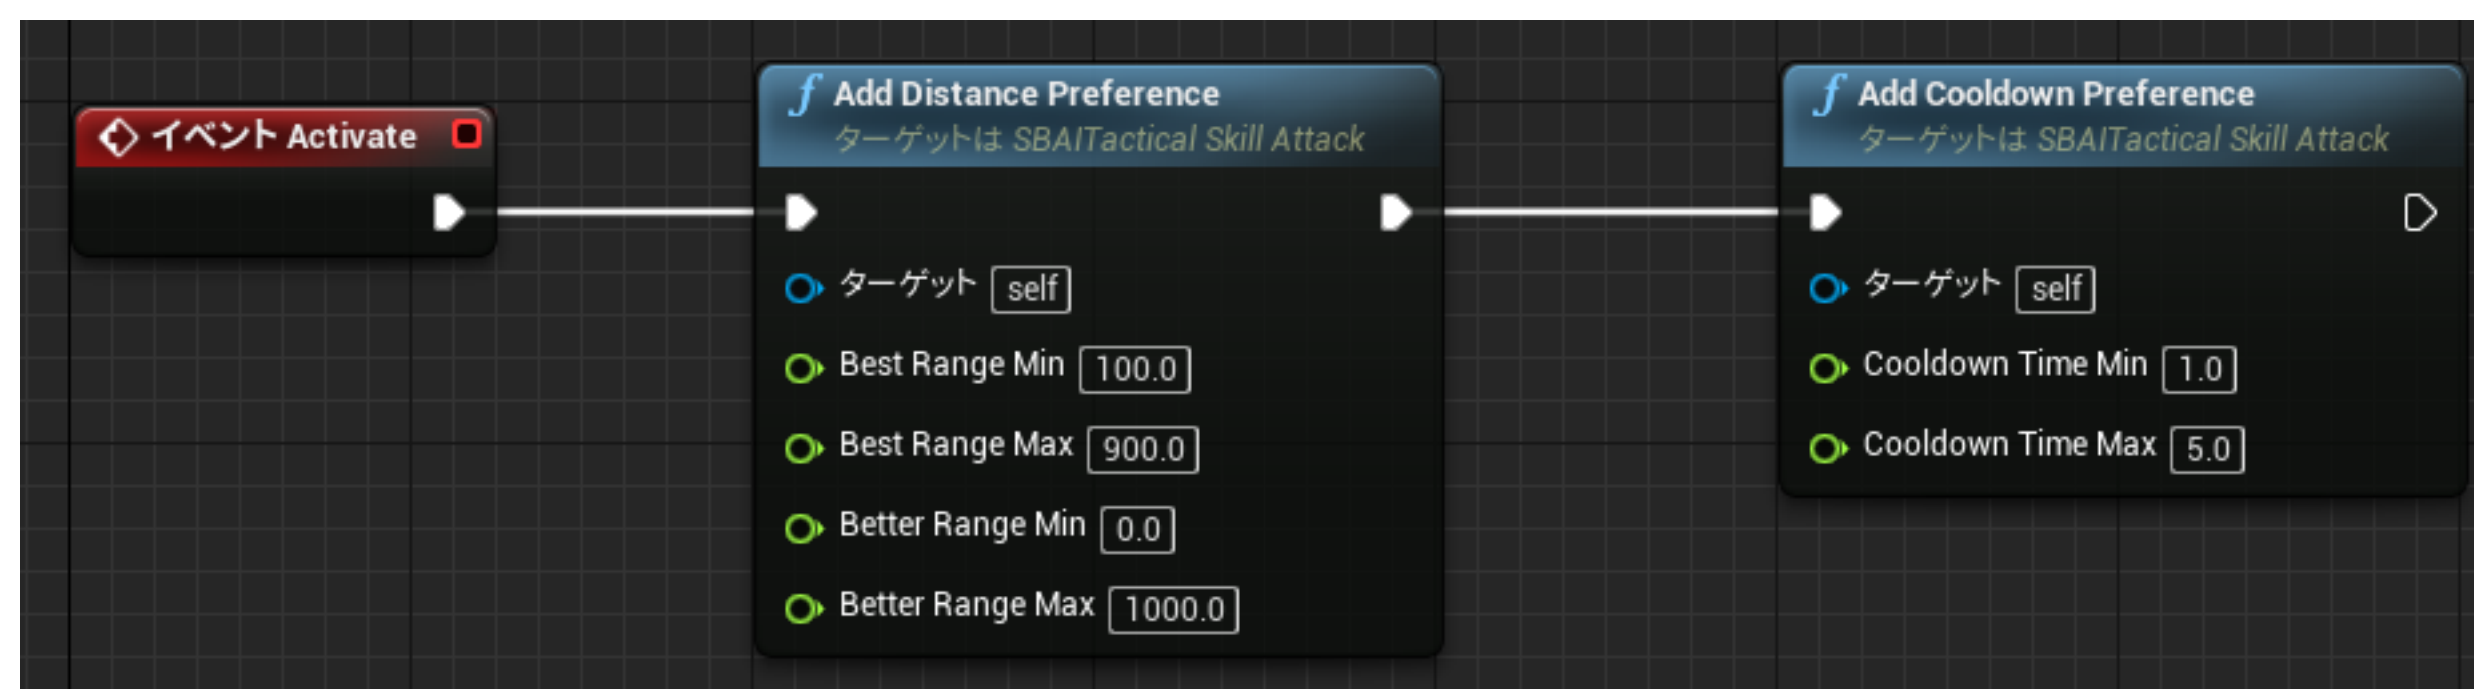 イベント Activate
Add Distance Preference
ターゲットは SBAITactical Skill Attack
ターゲット self
Best Range Min 100.0
Best Range Max 900.0
Better Range Min 0.0
Better Range Max 1000.0
Add Cooldown Preference
ターゲットは SBAITactical Skill Attack
ターゲット self
Cooldown Time Min 1.0
Cooldown Time Max 5.0